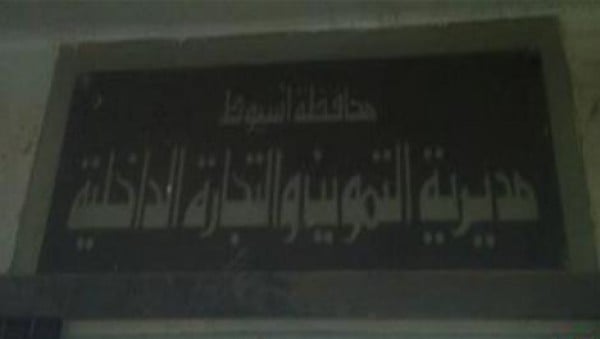 محافظة أسيوط
مديرية التموين والتجارة الداخلية